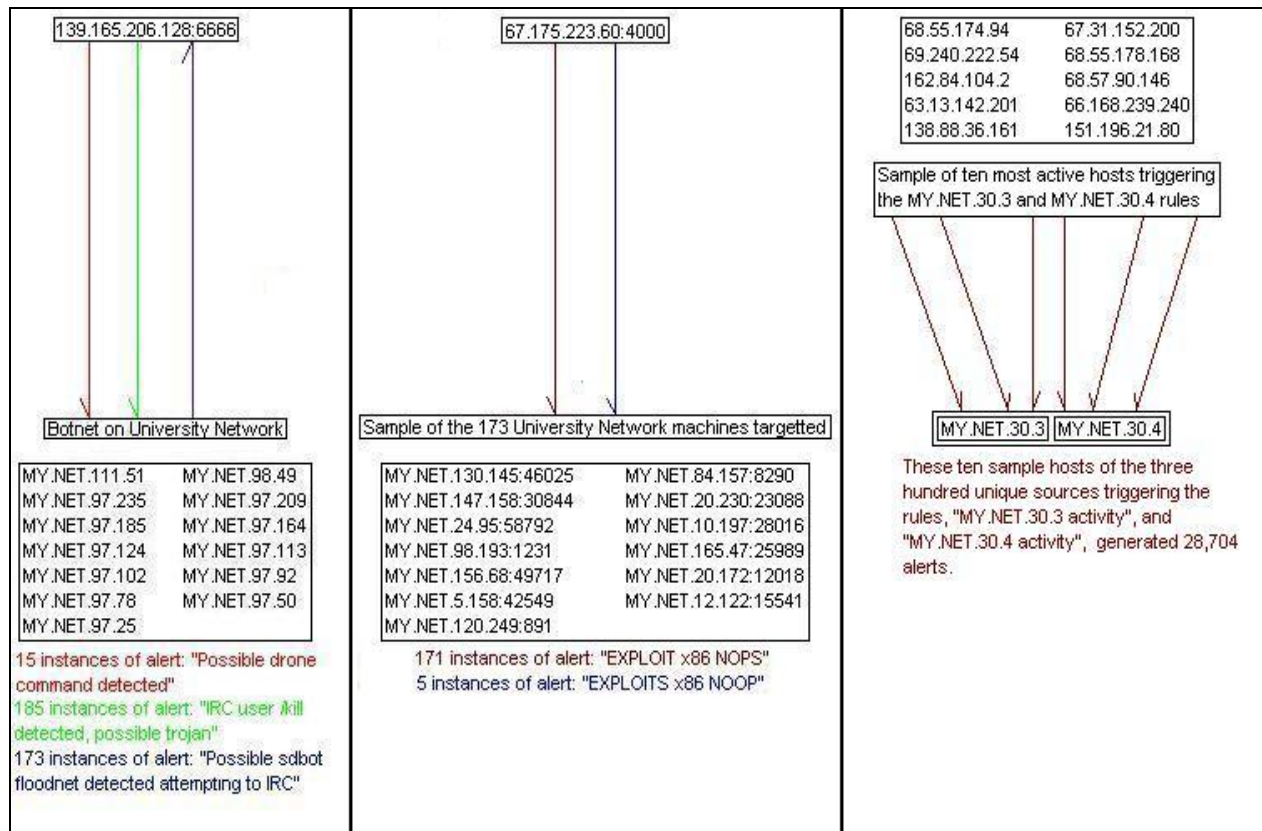 139.165.206.128:6666
Botnet on University Network
MY.NET.111.51 MY.NET.98.49
MY.NET.97.235 MY.NET.97.209
MY.NET.97.185 MY.NET.97.164
MY.NET.97.124 MY.NET.97.113
MY.NET.97.102 MY.NET.97.92
MY.NET.97.78 MY.NET.97.50
MY.NET.97.25
15 instances of alert: "Possible drone
command detected"
185 instances of alert: "IRC user /kill
detected, possible trojan"
173 instances of alert: "Possible sdbot
floodnet detected attempting to IRC"
67.175.223.60:4000
Sample of the 173 University Network machines targetted
MY.NET.130.145:46025 MY.NET.84.157:8290
MY.NET.147.158:30844 MY.NET.20.230:23088
MY.NET.24.95:58792 MY.NET.10.197:28016
MY.NET.98.193:1231 MY.NET.165.47:25989
MY.NET.156.68:49717 MY.NET.20.172:12018
MY.NET.5.158:42549 MY.NET.12.122:15541
MY.NET.120.249:891
171 instances of alert: "EXPLOIT x86 NOPS"
5 instances of alert: "EXPLOITS x86 NOOP"
68.55.174.94 67.31.152.200
69.240.222.54 68.55.178.168
162.84.104.2 68.57.90.146
63.13.142.201 66.168.239.240
138.88.36.161 151.196.21.80
Sample of ten most active hosts triggering
the MY.NET.30.3 and MY.NET.30.4 rules
MY.NET.30.3 MY.NET.30.4
These ten sample hosts of the three
hundred unique sources triggering the
rules, "MY.NET.30.3 activity", and
"MY.NET.30.4 activity", generated 28,704
alerts.